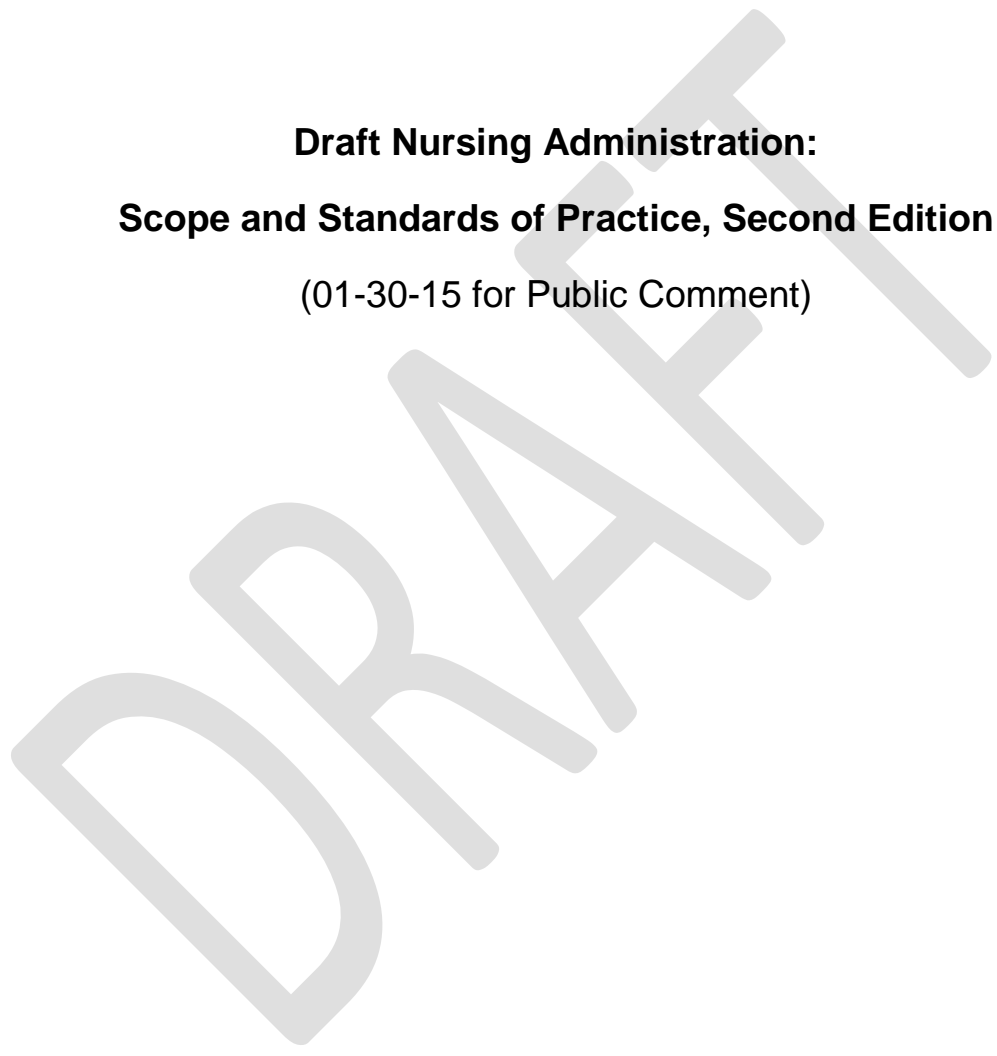 Draft Nursing Administration:
Scope and Standards of Practice, Second Edition
(01-30-15 for Public Comment)
DRAFT